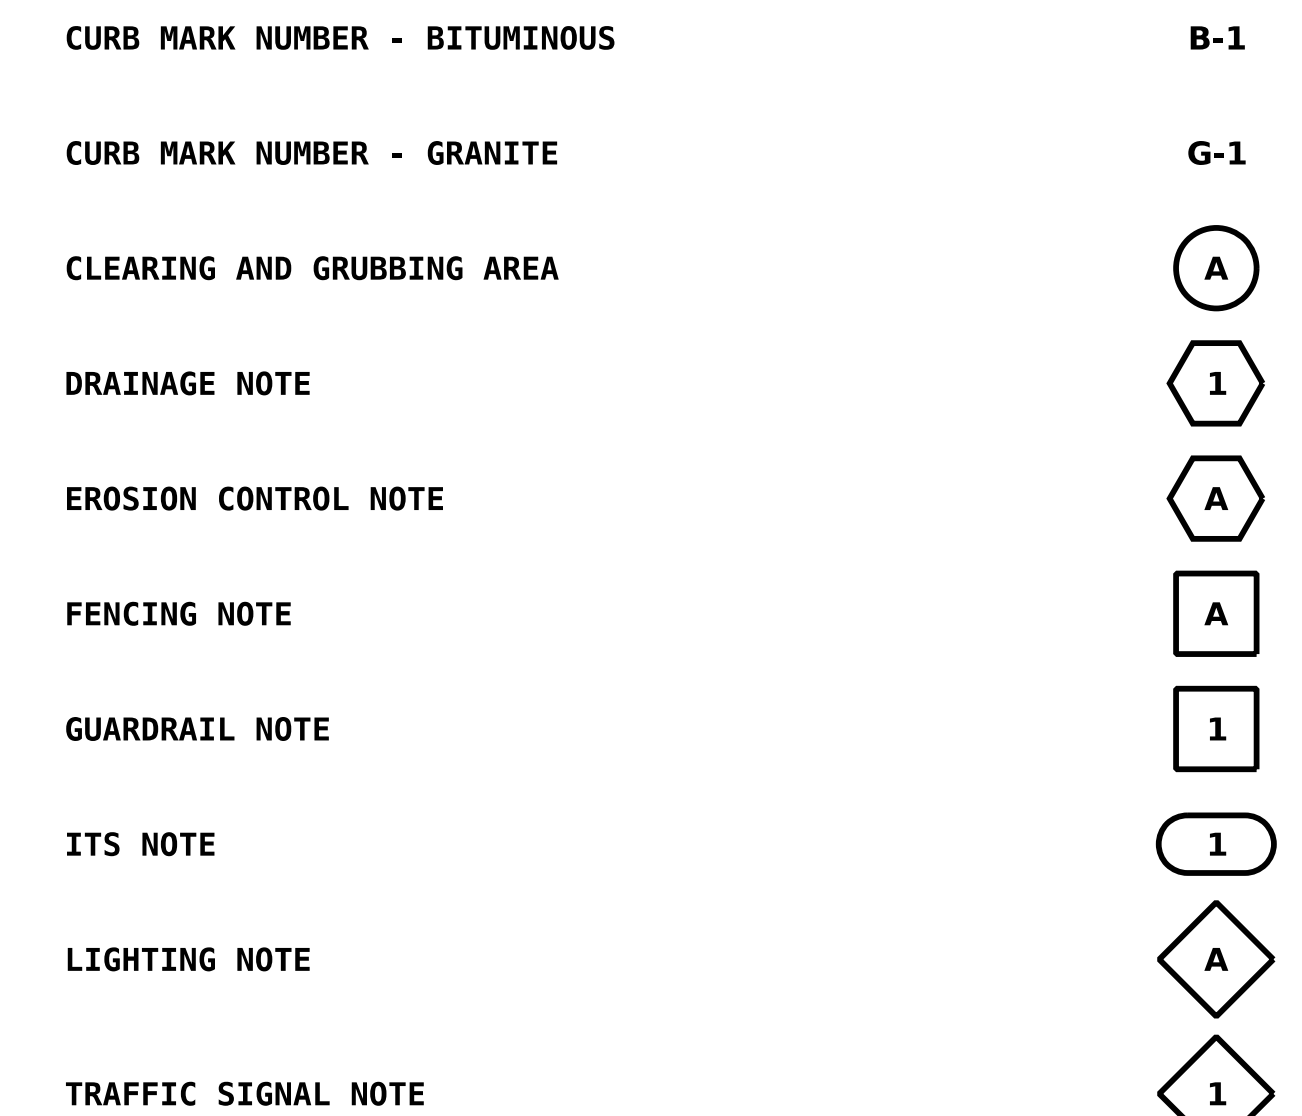 CURB MARK NUMBER - BITUMINOUS B-1
CURB MARK NUMBER - GRANITE G-1
CLEARING AND GRUBBING AREA A
DRAINAGE NOTE 1
EROSION CONTROL NOTE A
FENCING NOTE A
GUARDRAIL NOTE 1
ITS NOTE 1
LIGHTING NOTE A
TRAFFIC SIGNAL NOTE 1